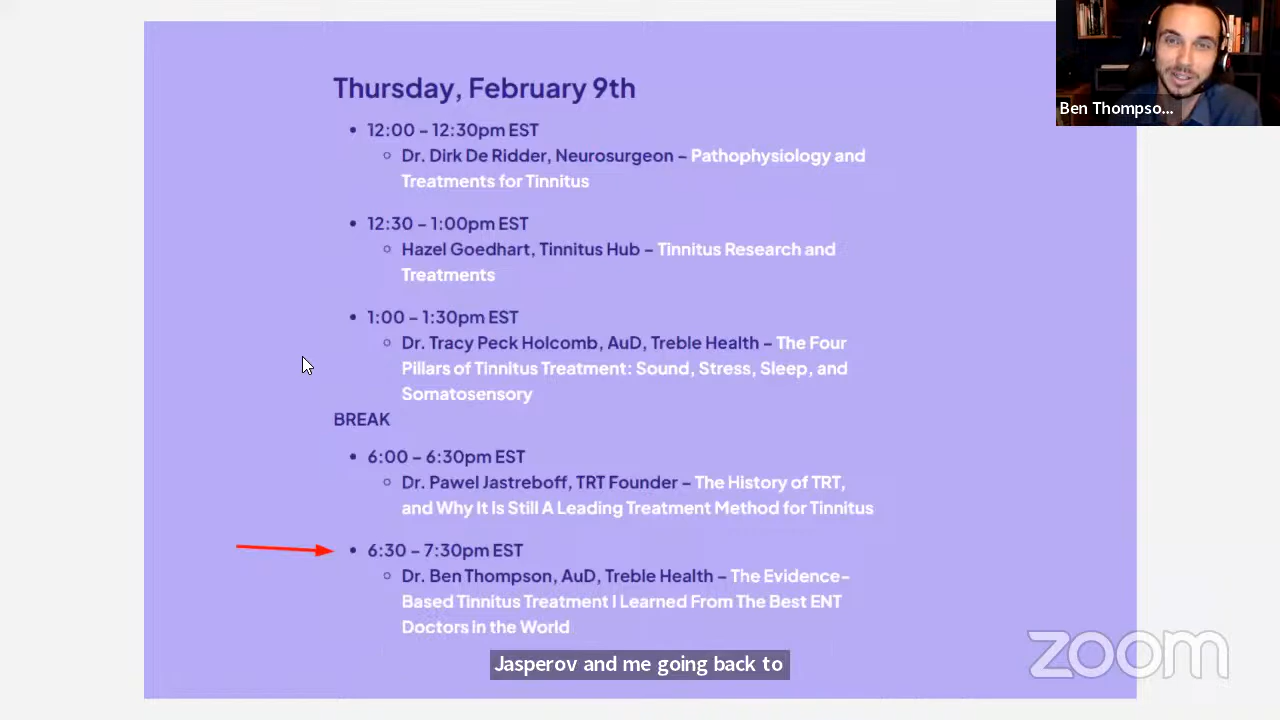 Thursday, February 9th
Ben Thompso...
12:00 – 12:30pm EST
Dr. Dirk De Ridder, Neurosurgeon – Pathophysiology and
Treatments for Tinnitus
12:30 – 1:00pm EST
Hazel Goedhart, Tinnitus Hub – Tinnitus Research and
Treatments
1:00 – 1:30pm EST
Dr. Tracy Peck Holcomb, AuD, Treble Health – The Four
Pillars of Tinnitus Treatment: Sound, Stress, Sleep, and
Somatosensory
BREAK
6:00 – 6:30pm EST
Dr. Pawel Jastreboff, TRT Founder – The History of TRT,
and Why It Is Still A Leading Treatment Method for Tinnitus
6:30 – 7:30pm EST
Dr. Ben Thompson, AuD, Treble Health – The Evidence-
Based Tinnitus Treatment I Learned From The Best ENT
Doctors in the World
Jasperov and me going back to
zoom